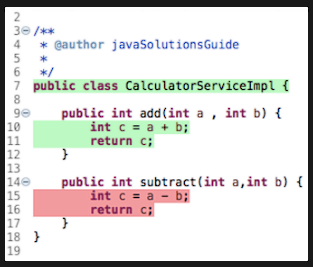 2
3 /**
4  * @author javaSolutionsGuide
5  *
6  */
7 public class CalculatorServiceImpl {
8
9     public int add(int a , int b) {
10         int c = a + b;
11         return c;
12     }
13
14     public int subtract(int a,int b) {
15         int c = a - b;
16         return c;
17     }
18 }
19